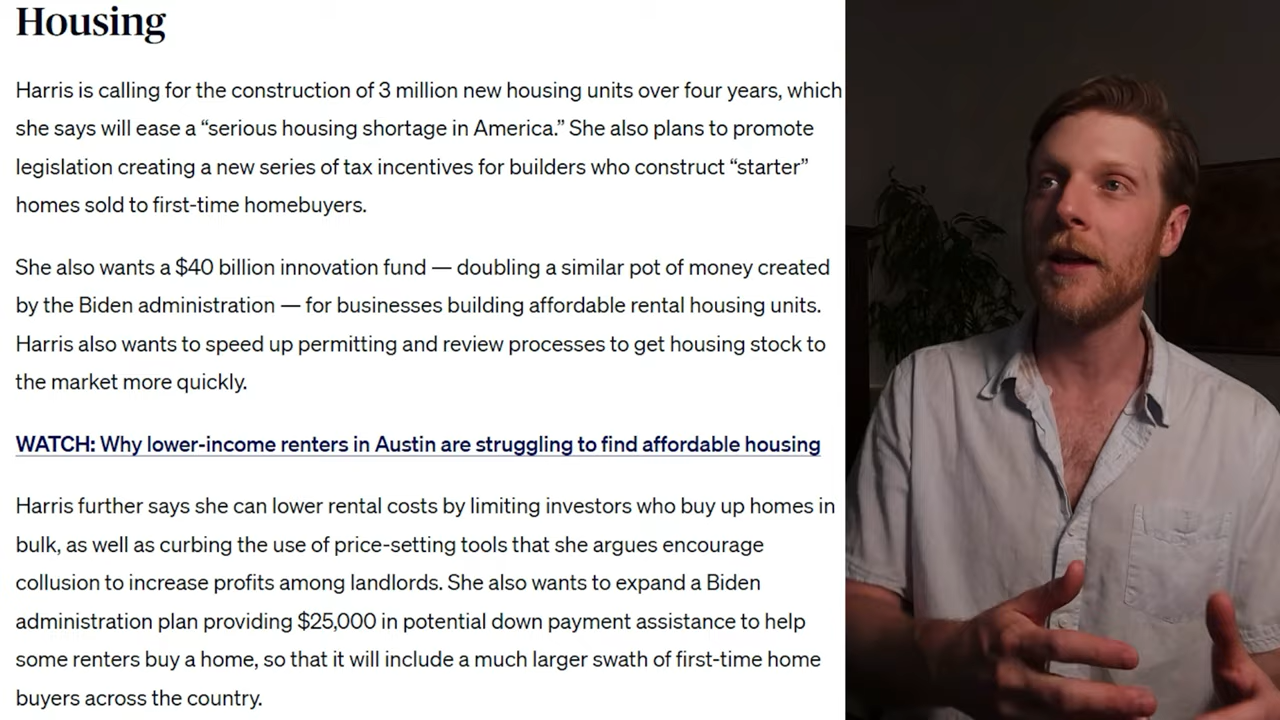 Housing
Harris is calling for the construction of 3 million new housing units over four years, which
she says will ease a “serious housing shortage in America.” She also plans to promote
legislation creating a new series of tax incentives for builders who construct “starter”
homes sold to first-time homebuyers.
She also wants a $40 billion innovation fund — doubling a similar pot of money created
by the Biden administration — for businesses building affordable rental housing units.
Harris also wants to speed up permitting and review processes to get housing stock to
the market more quickly.
WATCH: Why lower-income renters in Austin are struggling to find affordable housing
Harris further says she can lower rental costs by limiting investors who buy up homes in
bulk, as well as curbing the use of price-setting tools that she argues encourage
collusion to increase profits among landlords. She also wants to expand a Biden
administration plan providing $25,000 in potential down payment assistance to help
some renters buy a home, so that it will include a much larger swath of first-time home
buyers across the country.